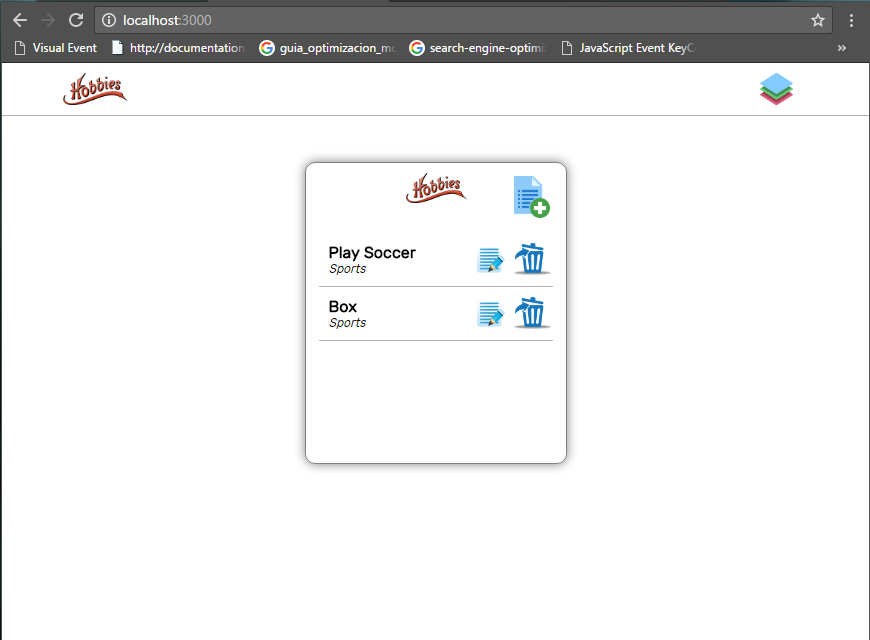 localhost:3000
Visual Event
http://documentation
guia_optimizacion_mo
search-engine-optimi
JavaScript Event KeyC
»
Hobbies
Hobbies
Play Soccer
Sports
Box
Sports